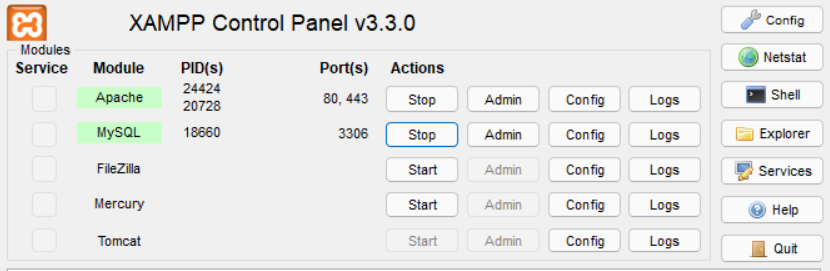 XAMPP Control Panel v3.3.0
Config
Modules
Service Module PID(s) Port(s) Actions
Netstat
Apache 24424 20728 80, 443 Stop Admin Config Logs
Shell
MySQL 18660 3306 Stop Admin Config Logs
Explorer
FileZilla Start Admin Config Logs
Services
Mercury Start Admin Config Logs
Help
Tomcat Start Admin Config Logs
Quit